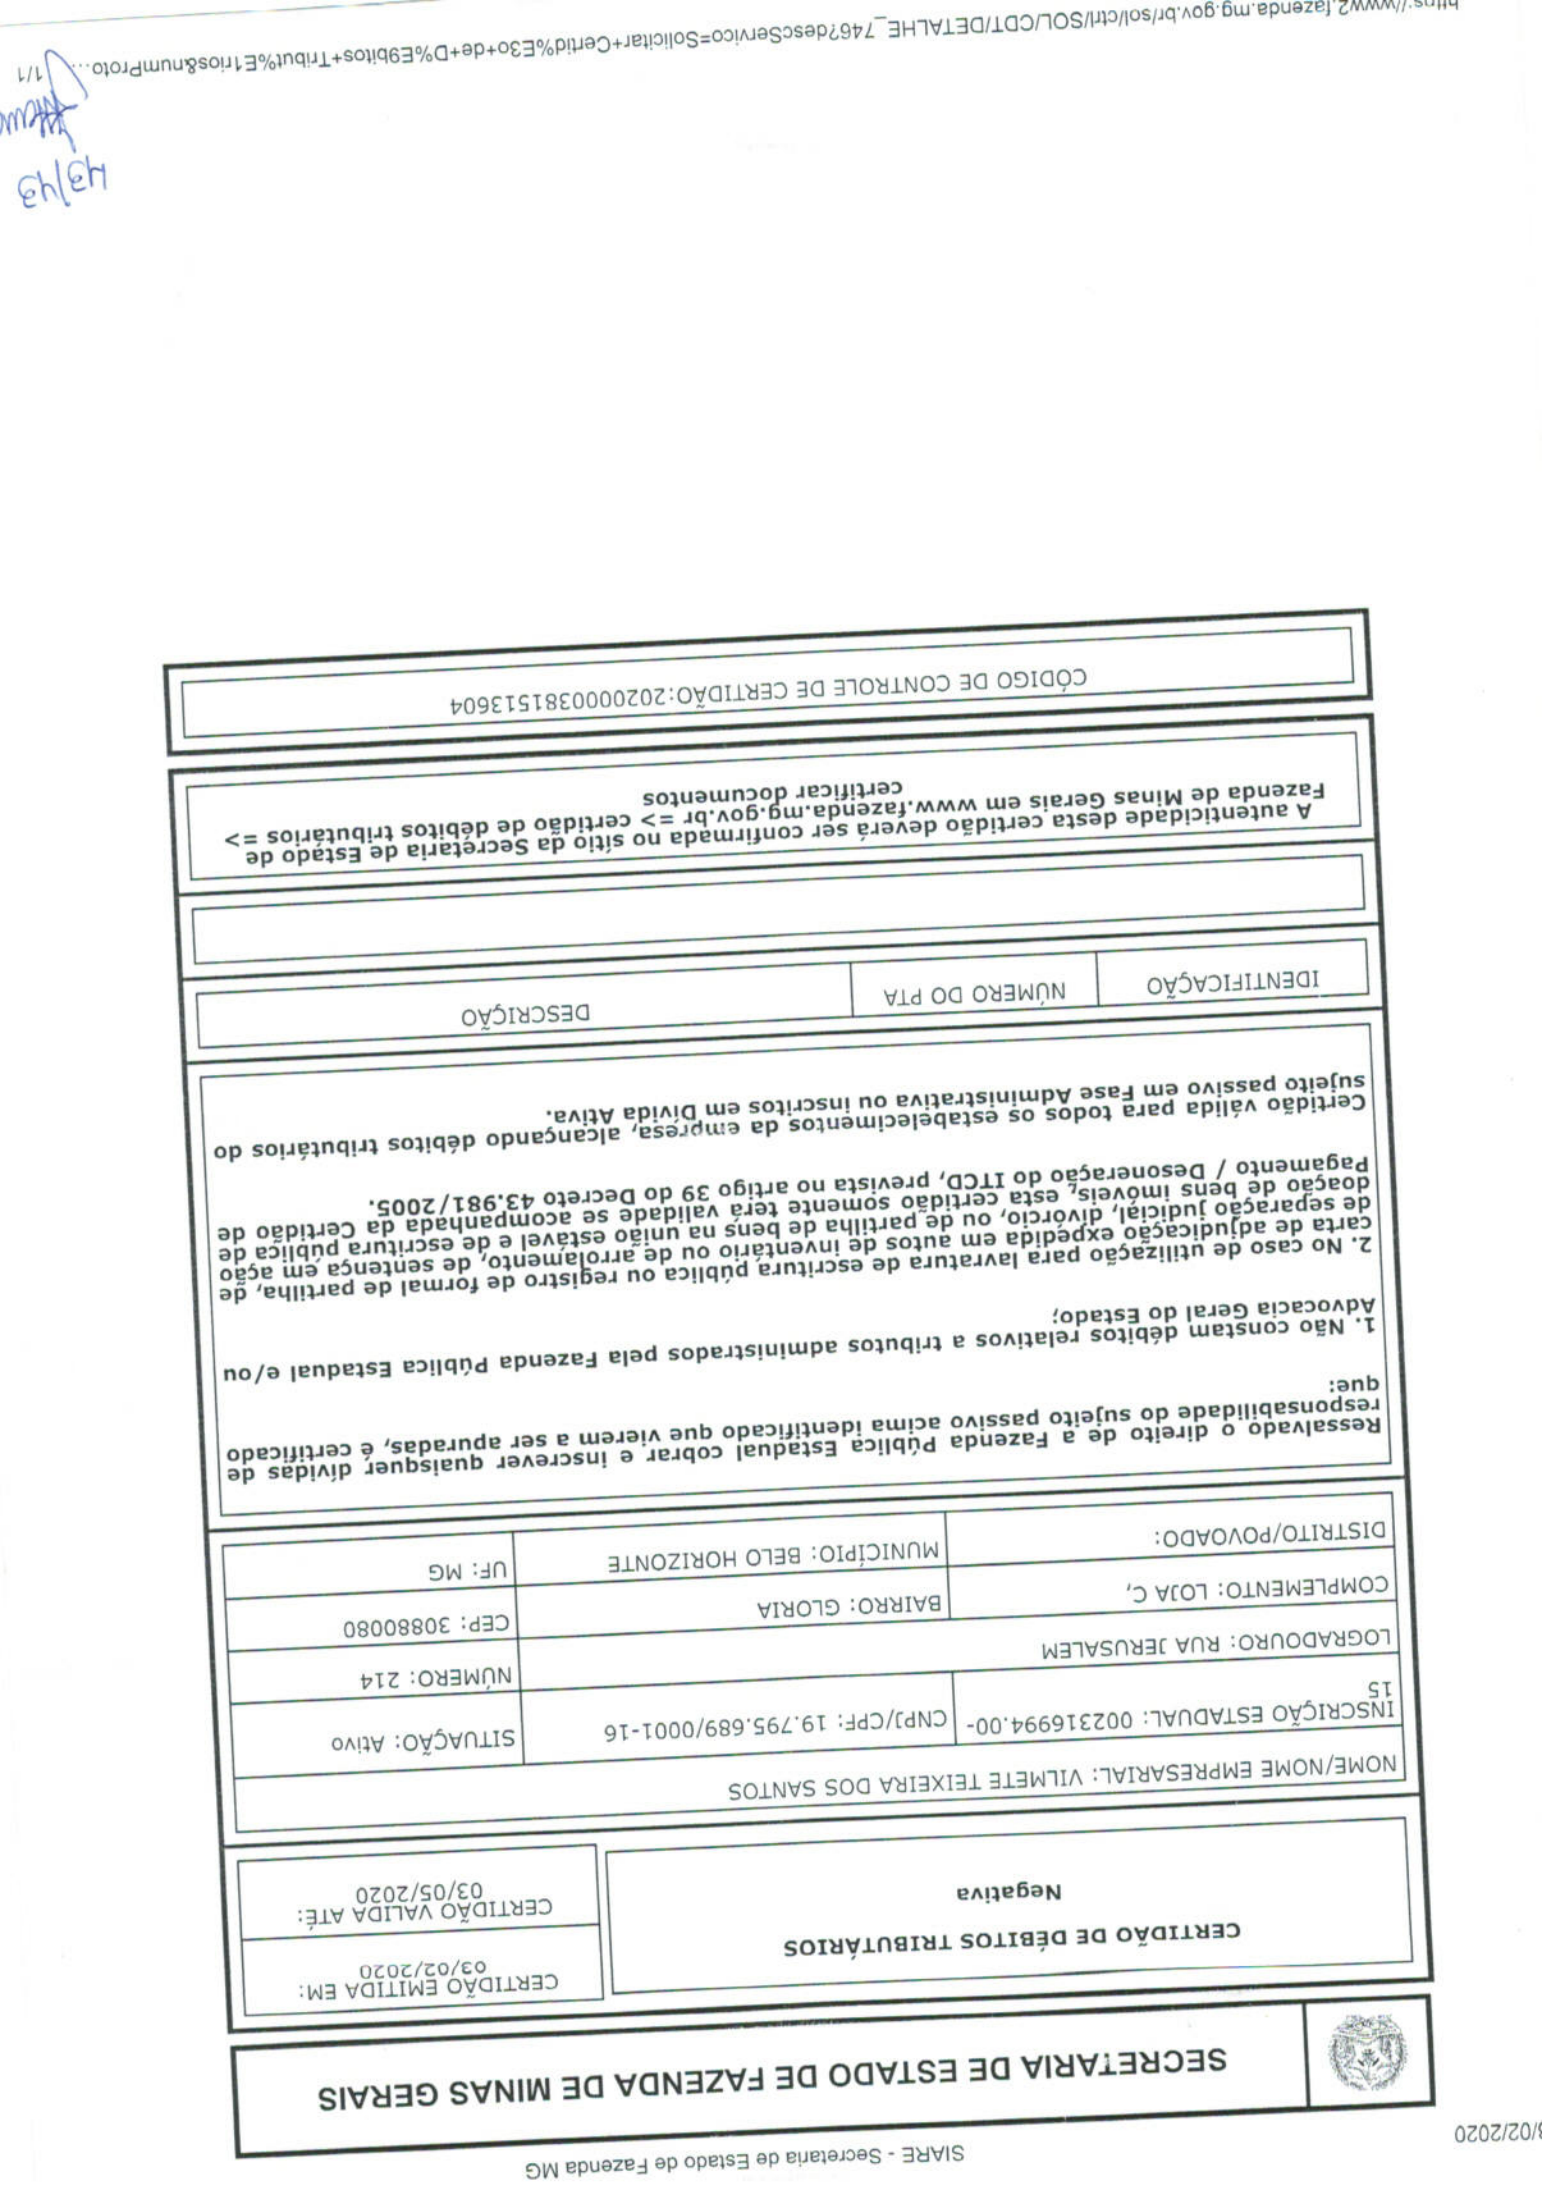 3/02/2020
SIARE - Secretaria de Estado de Fazenda MG
SECRETARIA DE ESTADO DE FAZENDA DE MINAS GERAIS
CERTIDÃO DE DÉBITOS TRIBUTÁRIOS
Negativa
CERTIDÃO EMITIDA EM:
03/02/2020
CERTIDÃO VALIDA ATÉ:
03/05/2020
NOME/NOME EMPRESARIAL: VILMETE TEIXEIRA DOS SANTOS
INSCRIÇÃO ESTADUAL: 002316994.00-
15
CNPJ/CPF: 19.795.689/0001-16
SITUAÇÃO: Ativo
LOGRADOURO: RUA JERUSALEM
NÚMERO: 214
COMPLEMENTO: LOJA C,
BAIRRO: GLORIA
CEP: 30880080
DISTRITO/POVOADO:
MUNICÍPIO: BELO HORIZONTE
UF: MG
Ressalvado o direito de a Fazenda Pública Estadual cobrar e inscrever quaisquer dívidas de
responsabilidade do sujeito passivo acima identificado que vierem a ser apuradas, é certificado
que:
1. Não constam débitos relativos a tributos administrados pela Fazenda Pública Estadual e/ou
Advocacia Geral do Estado;
2. No caso de utilização para lavratura de escritura pública ou registro de formal de partilha, de
carta de adjudicação expedida em autos de inventário ou de arrolamento, de sentença em ação
de separação judicial, divórcio, ou de partilha de bens na união estável e de escritura pública de
doação de bens imóveis, esta certidão somente terá validade se acompanhada da Certidão de
Pagamento / Desoneração do ITCD, prevista no artigo 39 do Decreto 43.981/2005.
Certidão válida para todos os estabelecimentos da empresa, alcançando débitos tributários do
sujeito passivo em Fase Administrativa ou inscritos em Dívida Ativa.
IDENTIFICAÇÃO
NÚMERO DO PTA
DESCRIÇÃO
A autenticidade desta certidão deverá ser confirmada no sítio da Secretaria de Estado de
Fazenda de Minas Gerais em www.fazenda.mg.gov.br => certidão de débitos tributários =>
certificar documentos
CÓDIGO DE CONTROLE DE CERTIDÃO:2020000381513604
43/43
https://www2.fazenda.mg.gov.br/sol/ctrl/SOL/CDT/DETALHE_746?descServico=Solicitar+Certid%E3o+de+D%E9bitos+Tribut%E1rios&numProto... 1/1